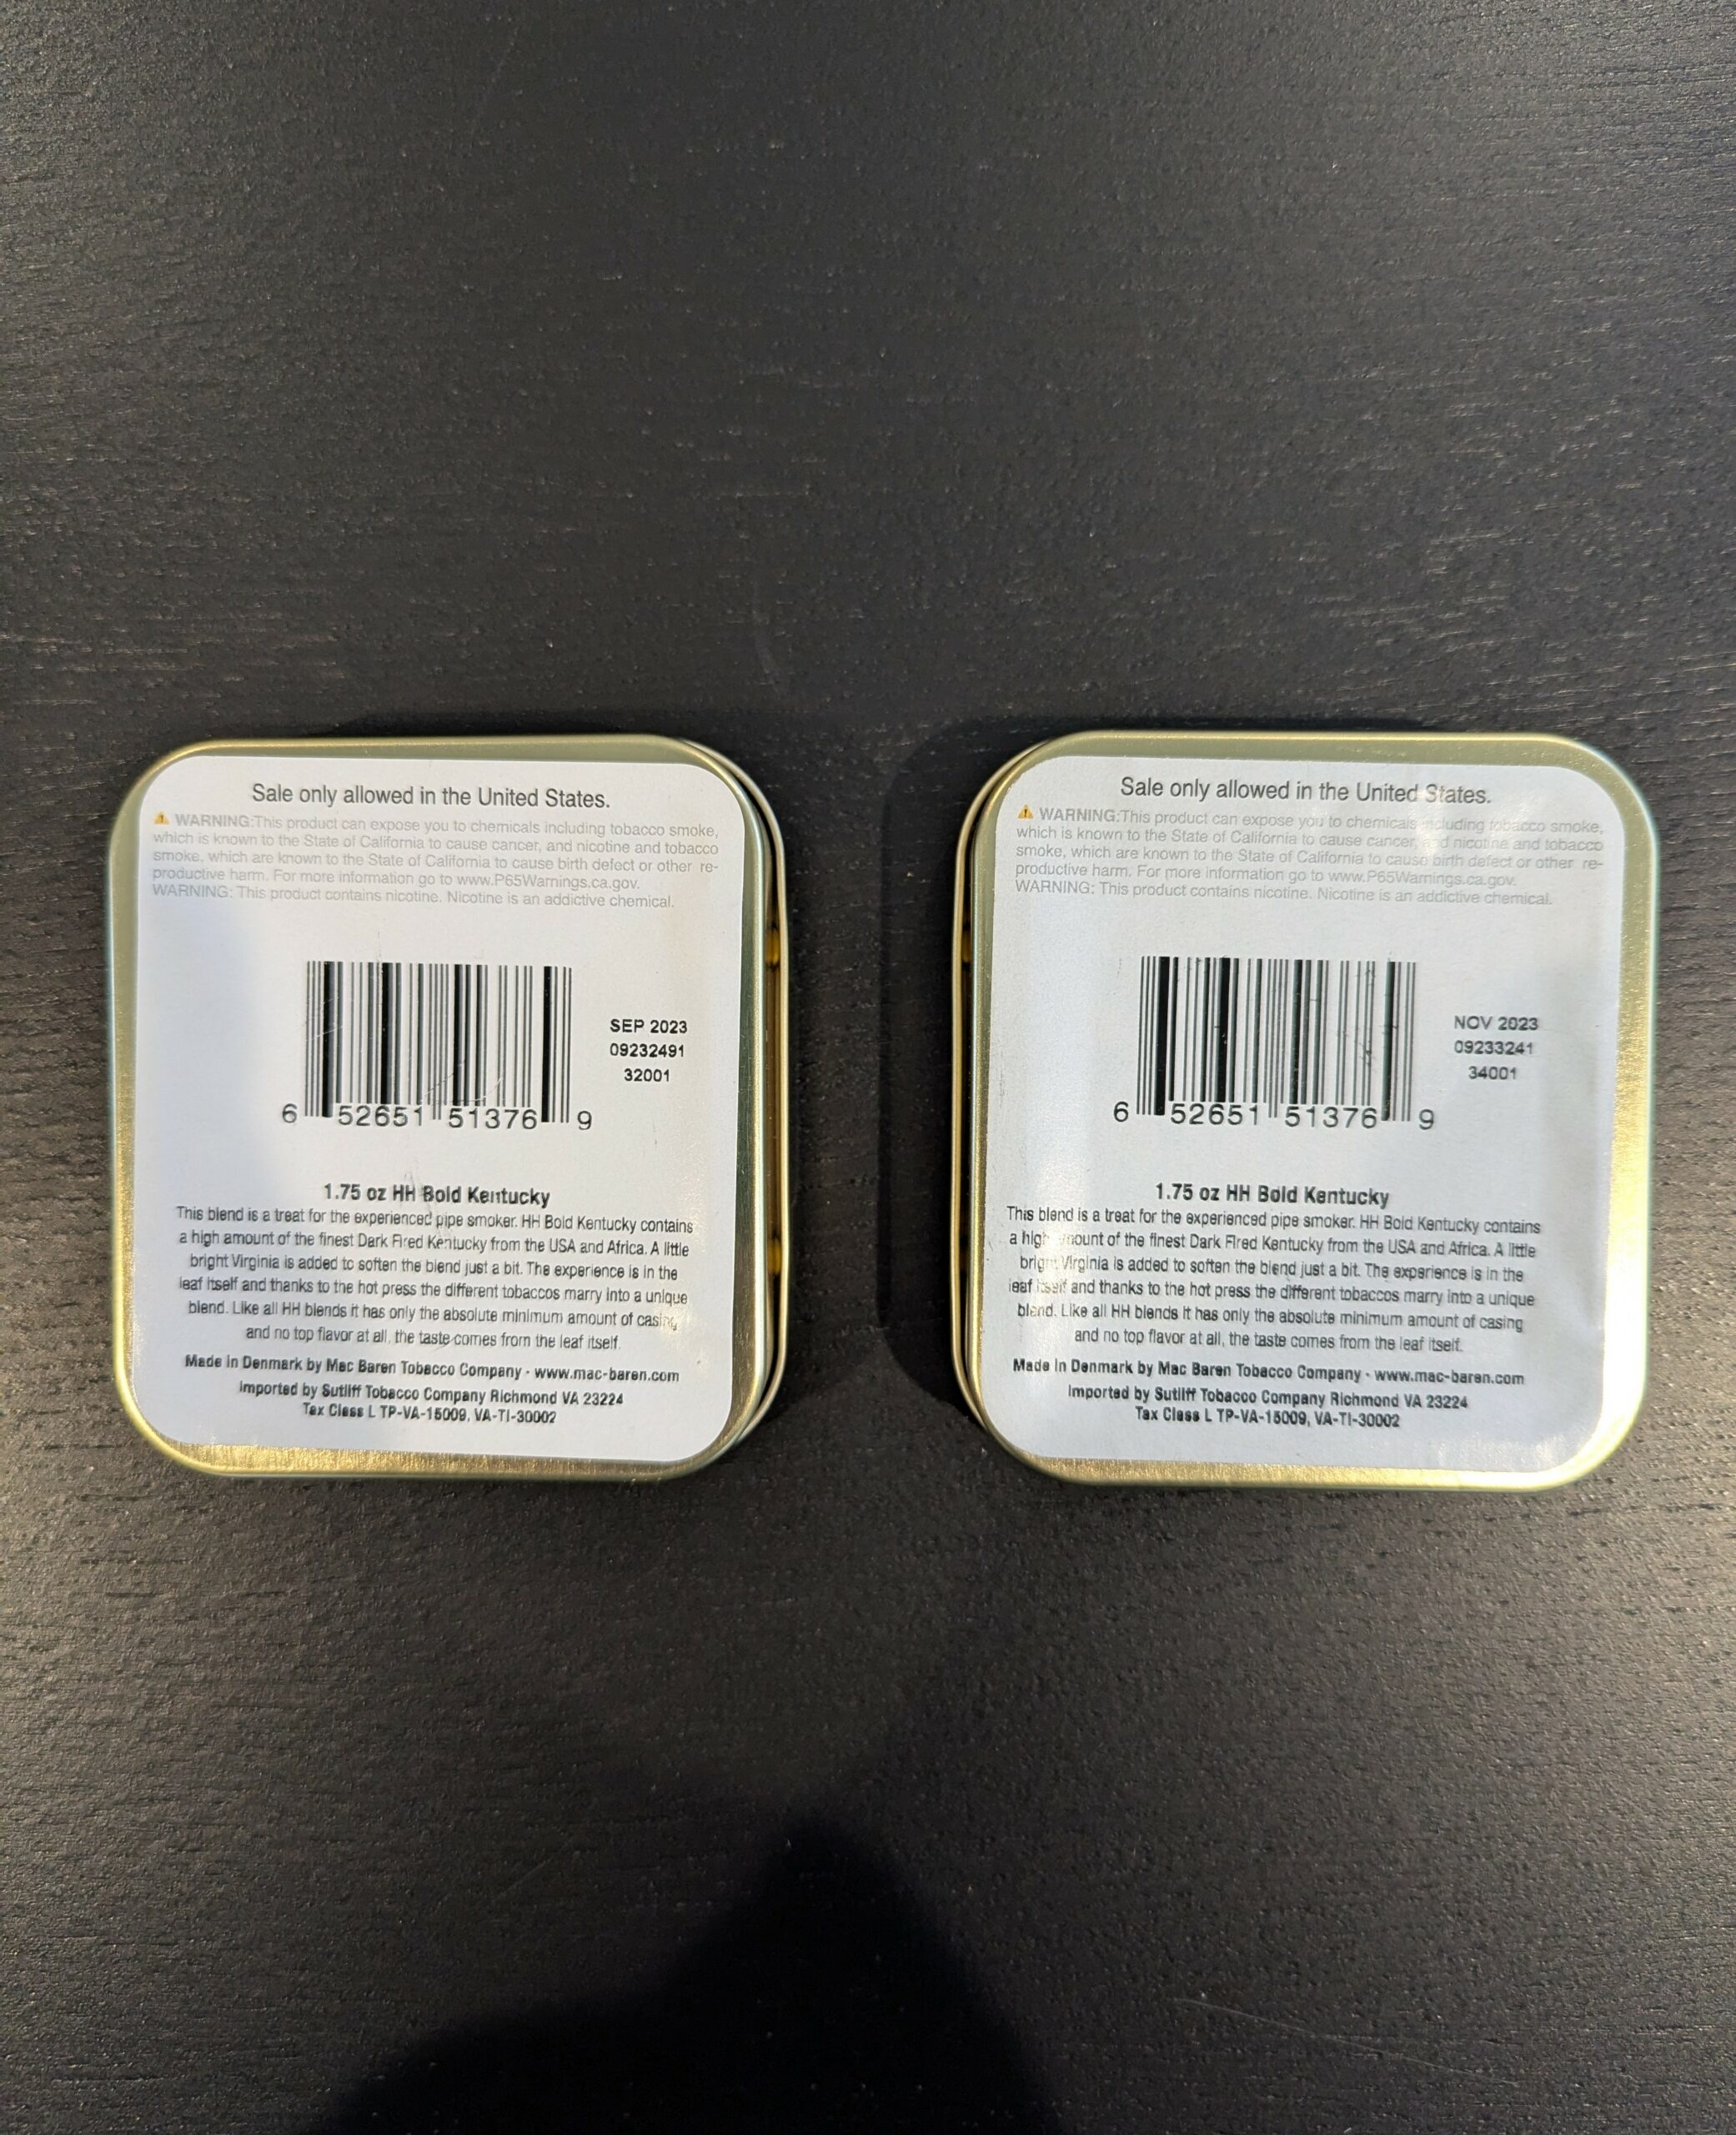 Sale only allowed in the United States.
WARNING:This product can expose you to chemicals including tobacco smoke,
which is known to the State of California to cause cancer, and nicotine and tobacco
smoke, which are known to the State of California to cause birth defect or other re-
productive harm. For more information go to www.P65Warnings.ca.gov.
WARNING: This product contains nicotine. Nicotine is an addictive chemical.
SEP 2023
09232491
32001
6 52651 51376 9
1.75 oz HH Bold Kentucky
This blend is a treat for the experienced pipe smoker. HH Bold Kentucky contains
a high amount of the finest Dark Fired Kentucky from the USA and Africa. A little
bright Virginia is added to soften the blend just a bit. The experience is in the
leaf itself and thanks to the hot press the different tobaccos marry into a unique
blend. Like all HH blends it has only the absolute minimum amount of casing
and no top flavor at all, the taste comes from the leaf itself.
Made in Denmark by Mac Baren Tobacco Company - www.mac-baren.com
Imported by Sutliff Tobacco Company Richmond VA 23224
Tax Class L TP-VA-15009, VA-TI-30002
Sale only allowed in the United States.
WARNING:This product can expose you to chemicals including tobacco smoke,
which is known to the State of California to cause cancer, and nicotine and tobacco
smoke, which are known to the State of California to cause birth defect or other re-
productive harm. For more information go to www.P65Warnings.ca.gov.
WARNING: This product contains nicotine. Nicotine is an addictive chemical.
NOV 2023
09233241
34001
6 52651 51376 9
1.75 oz HH Bold Kentucky
This blend is a treat for the experienced pipe smoker. HH Bold Kentucky contains
a high amount of the finest Dark Fired Kentucky from the USA and Africa. A little
bright Virginia is added to soften the blend just a bit. The experience is in the
leaf itself and thanks to the hot press the different tobaccos marry into a unique
blend. Like all HH blends it has only the absolute minimum amount of casing
and no top flavor at all, the taste comes from the leaf itself.
Made in Denmark by Mac Baren Tobacco Company - www.mac-baren.com
Imported by Sutliff Tobacco Company Richmond VA 23224
Tax Class L TP-VA-15009, VA-TI-30002